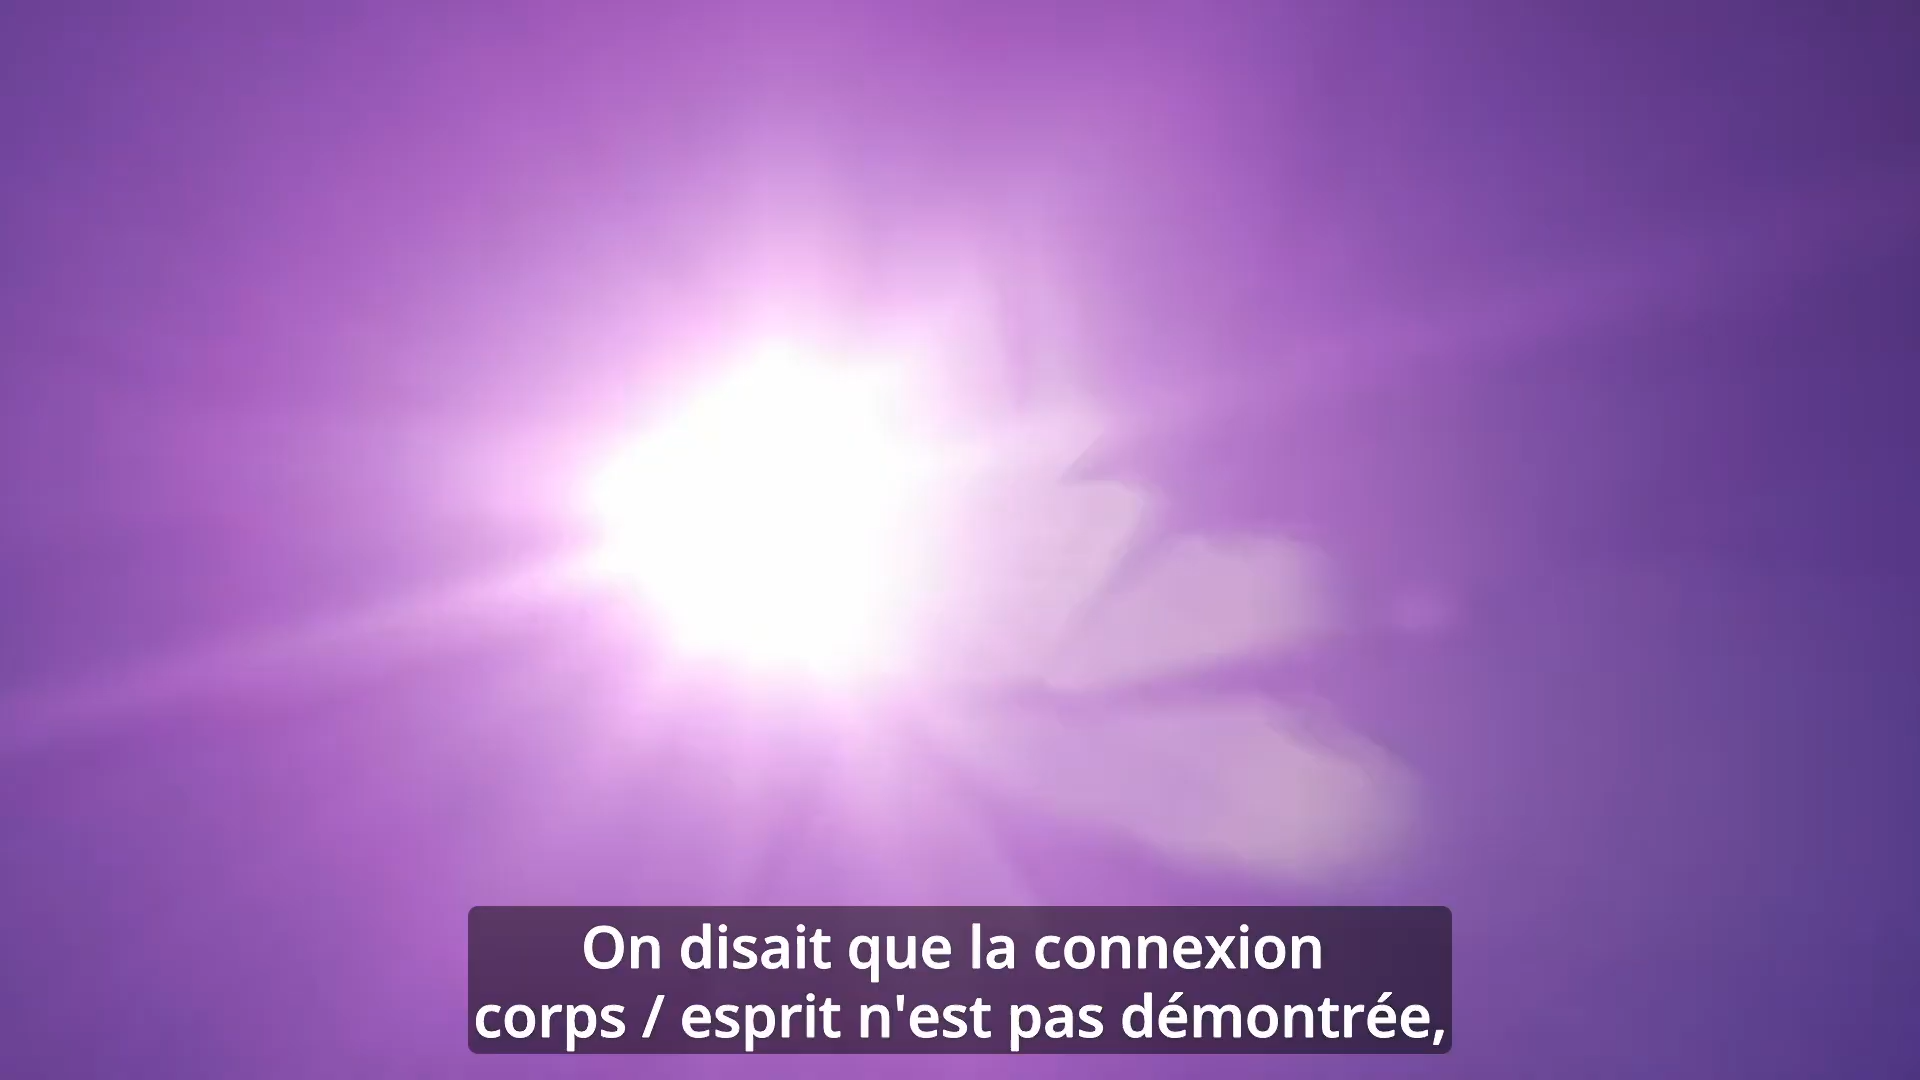 On disait que la connexion
corps / esprit n'est pas démontrée,